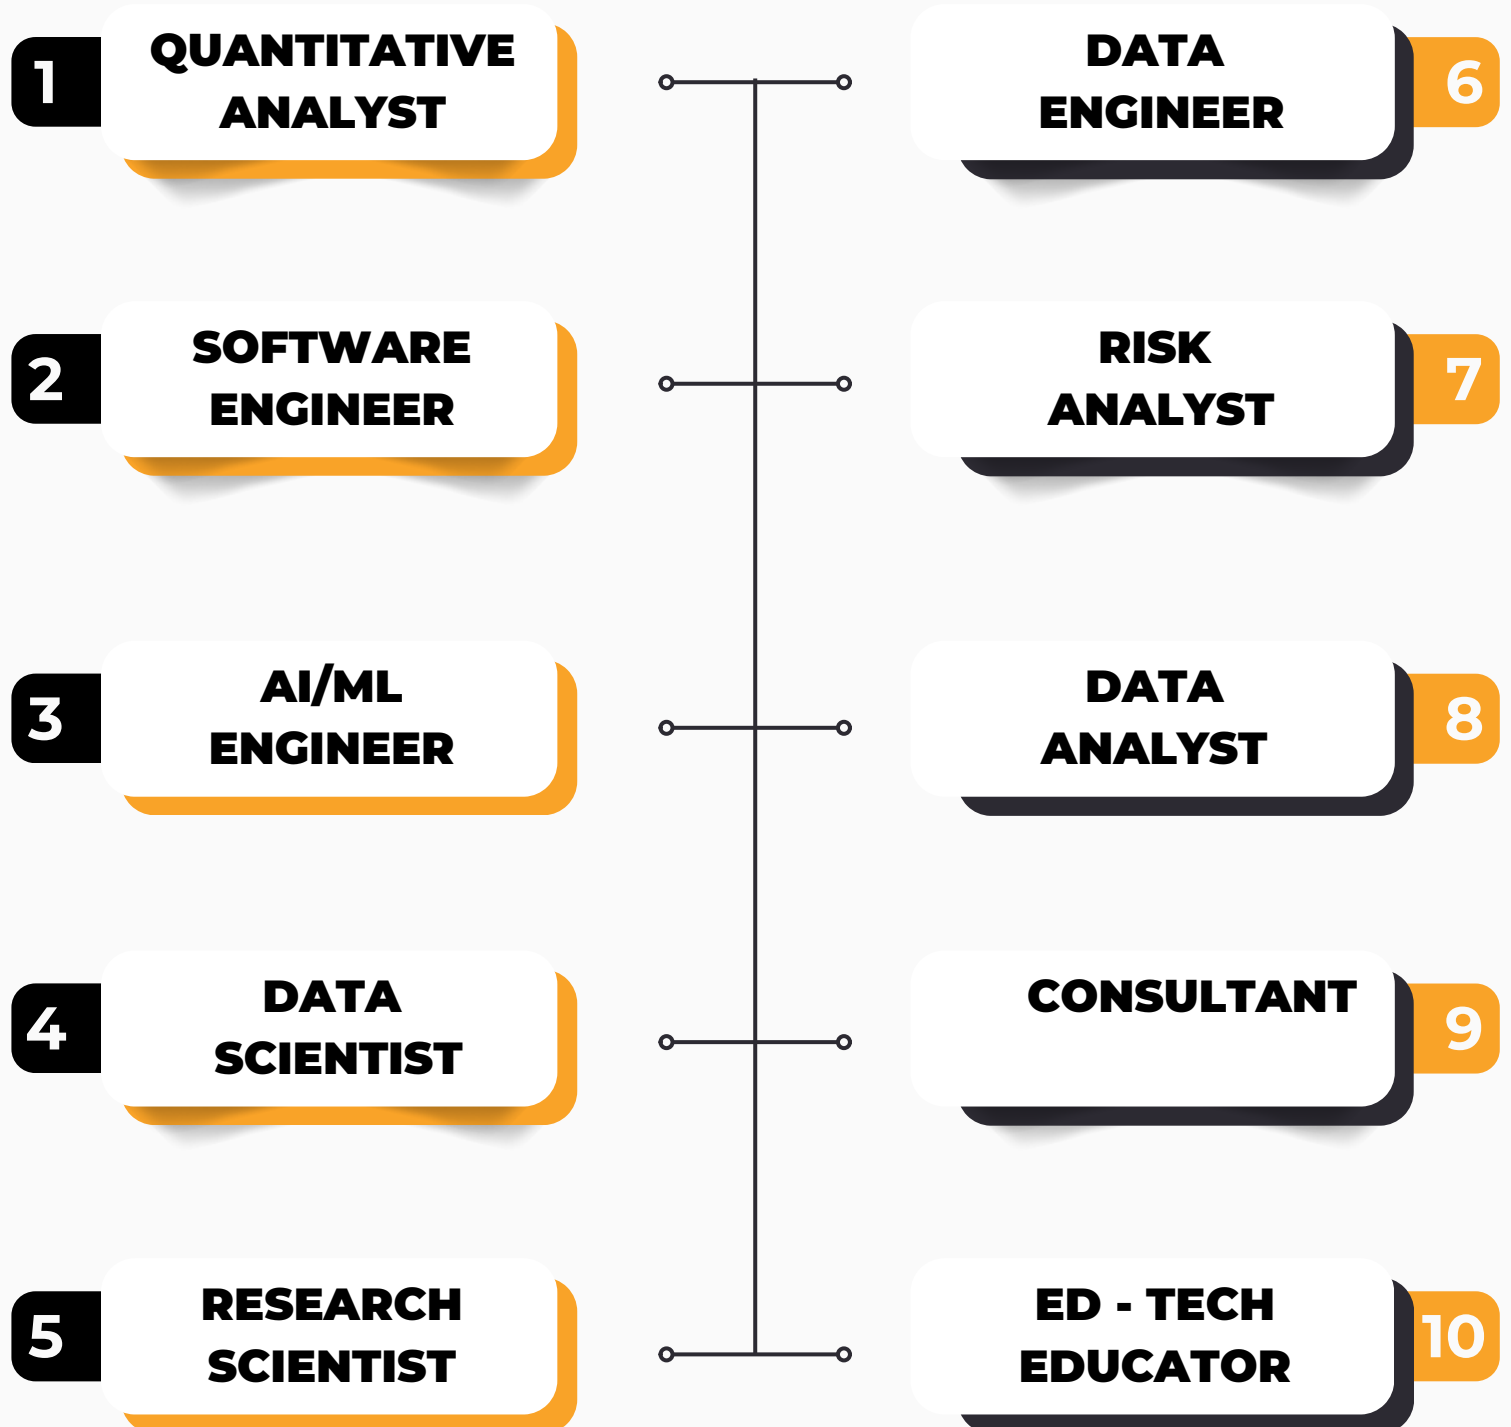 1
QUANTITATIVE
ANALYST
2
SOFTWARE
ENGINEER
3
AI/ML
ENGINEER
4
DATA
SCIENTIST
5
RESEARCH
SCIENTIST
DATA
ENGINEER
6
RISK
ANALYST
7
DATA
ANALYST
8
CONSULTANT
9
ED - TECH
EDUCATOR
10